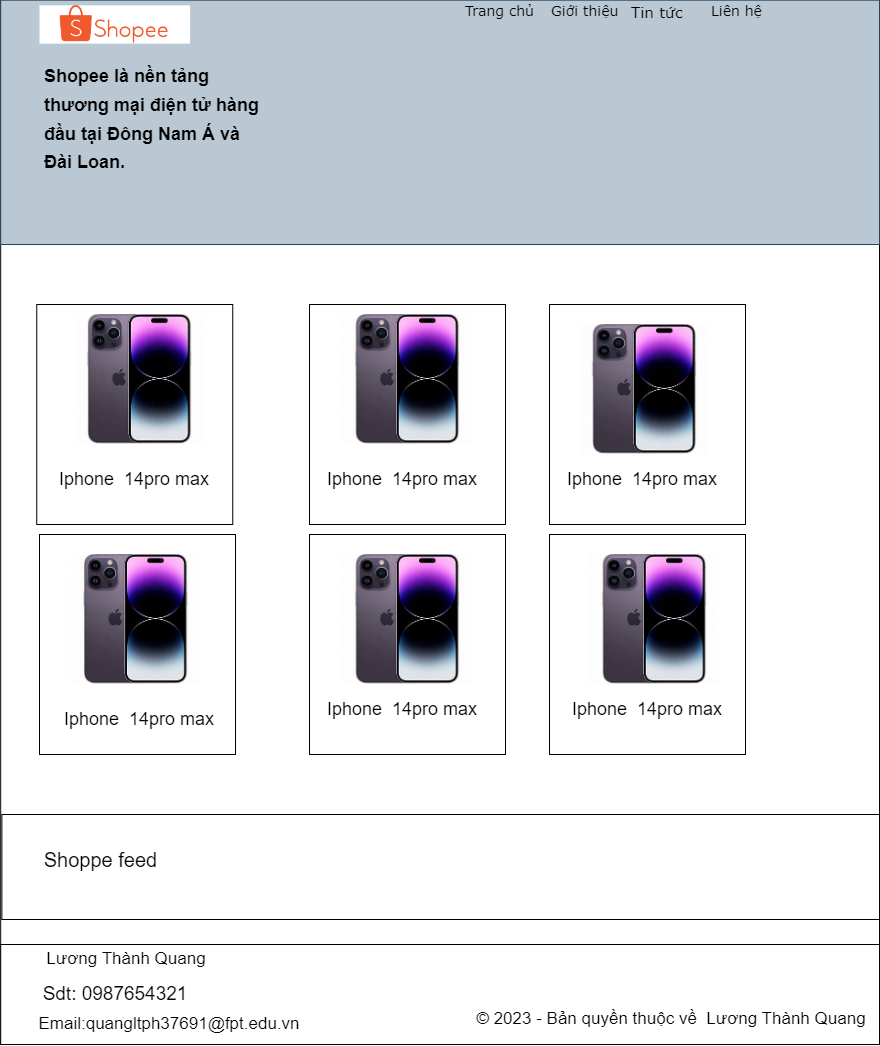 Shopee
Trang chủ Giới thiệu Tin tức Liên hệ
Shopee là nền tảng
thương mại điện tử hàng
đầu tại Đông Nam Á và
Đài Loan.
Iphone 14pro max
Iphone 14pro max
Iphone 14pro max
Iphone 14pro max
Iphone 14pro max
Iphone 14pro max
Shoppe feed
Lương Thành Quang
Sdt: 0987654321
Email:quangltph37691@fpt.edu.vn
© 2023 - Bản quyền thuộc về Lương Thành Quang